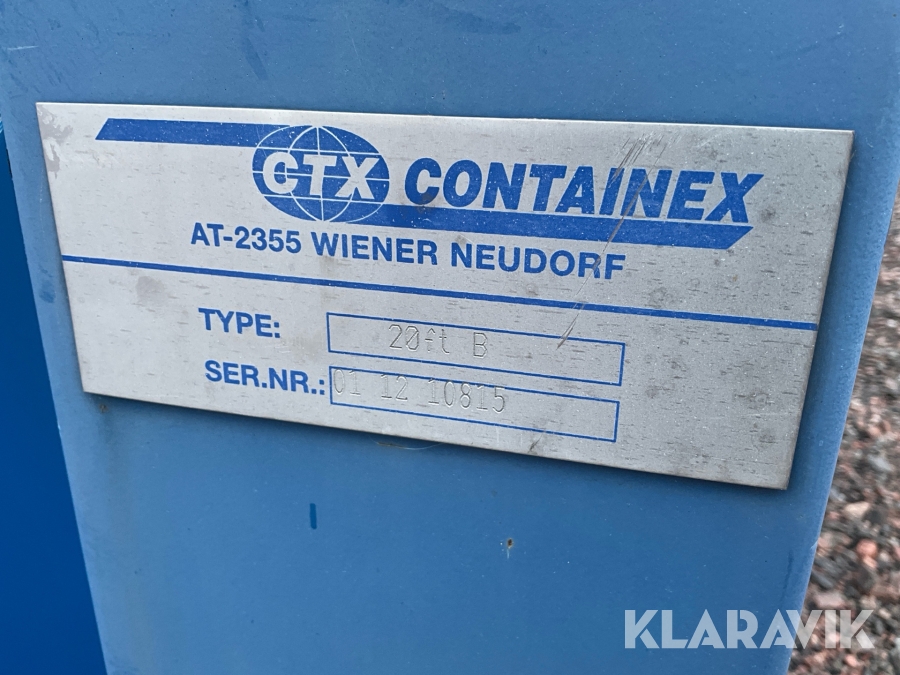 CTX CONTAINEX
AT-2355 WIENER NEUDORF
TYPE: 20ft B
SER.NR.: 01 12 10815
KLARAVIK